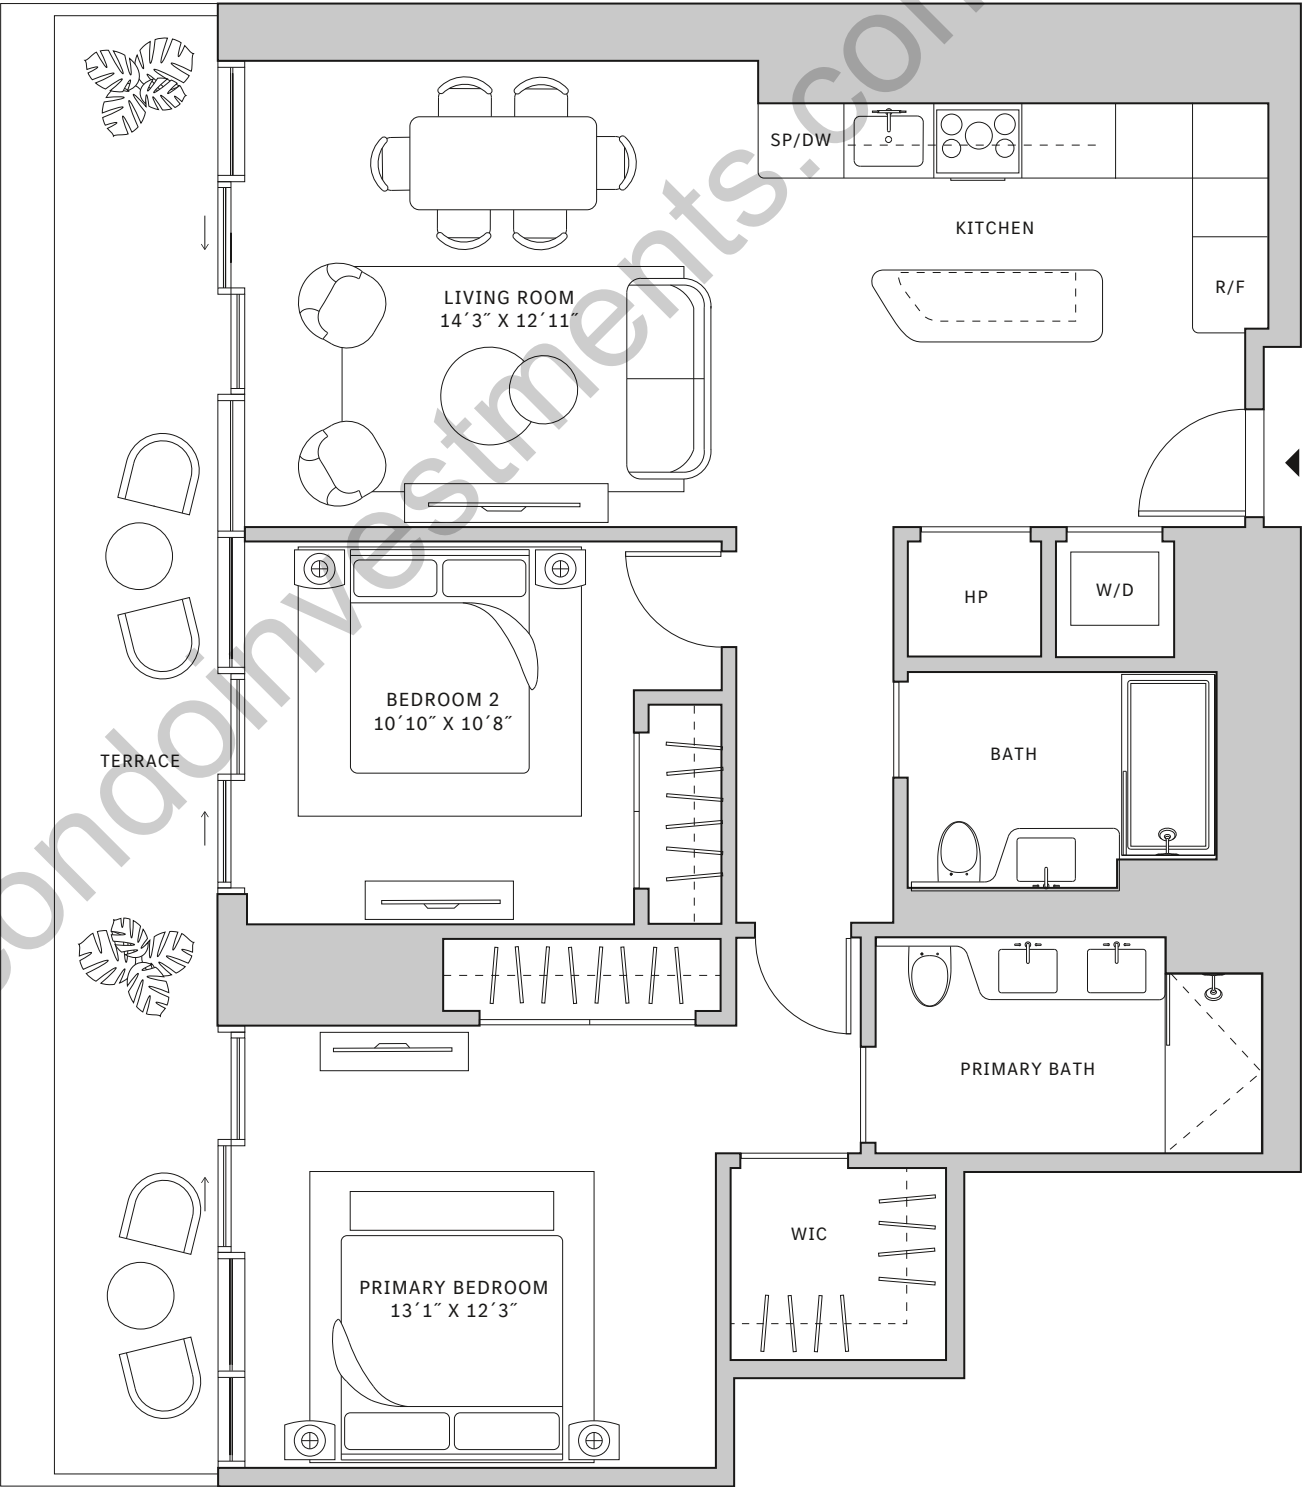 SP/DW
KITCHEN
R/F
LIVING ROOM
14´3˝ X 12´11˝
HP
W/D
BEDROOM 2
10´10˝ X 10´8˝
BATH
TERRACE
PRIMARY BATH
WIC
PRIMARY BEDROOM
13´1˝ X 12´3˝
condoinvestments.com